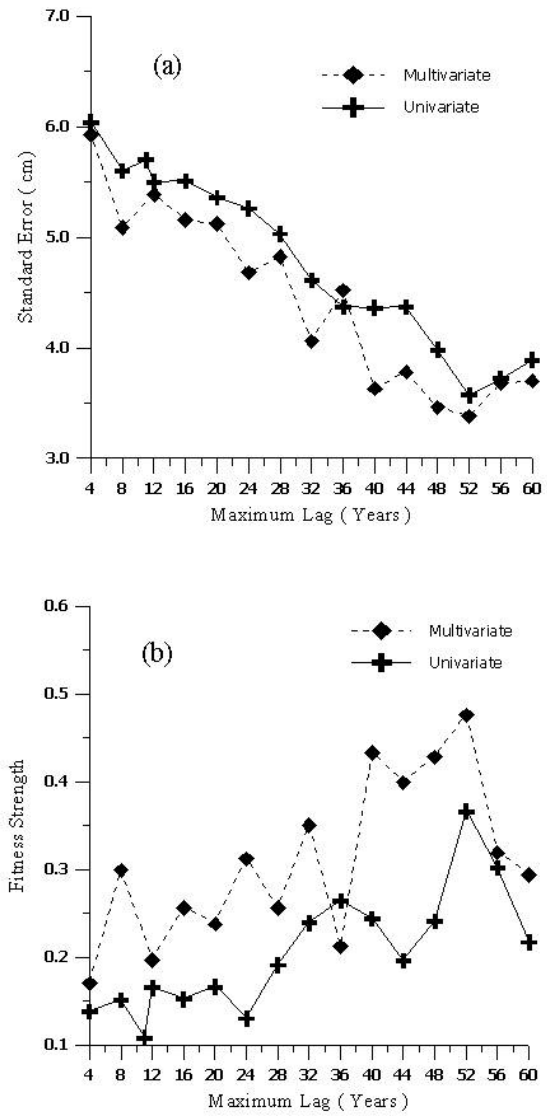 7.0
(a)
Multivariate
Univariate
6.0
5.0
4.0
3.0
Standard Error ( cm)
4 8 12 16 20 24 28 32 36 40 44 48 52 56 60
Maximum Lag ( Years )
0.6
(b)
Multivariate
Univariate
0.5
0.4
0.3
0.2
0.1
Fitness Strength
4 8 12 16 20 24 28 32 36 40 44 48 52 56 60
Maximum Lag ( Years )